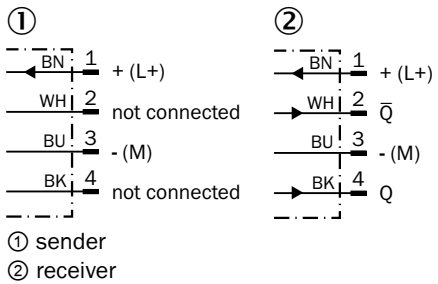 ① ②
BN 1 + (L+)
WH 2 not connected
BU 3 - (M)
BK 4 not connected
BN 1 + (L+)
WH 2 Q̅
BU 3 - (M)
BK 4 Q
① sender
② receiver